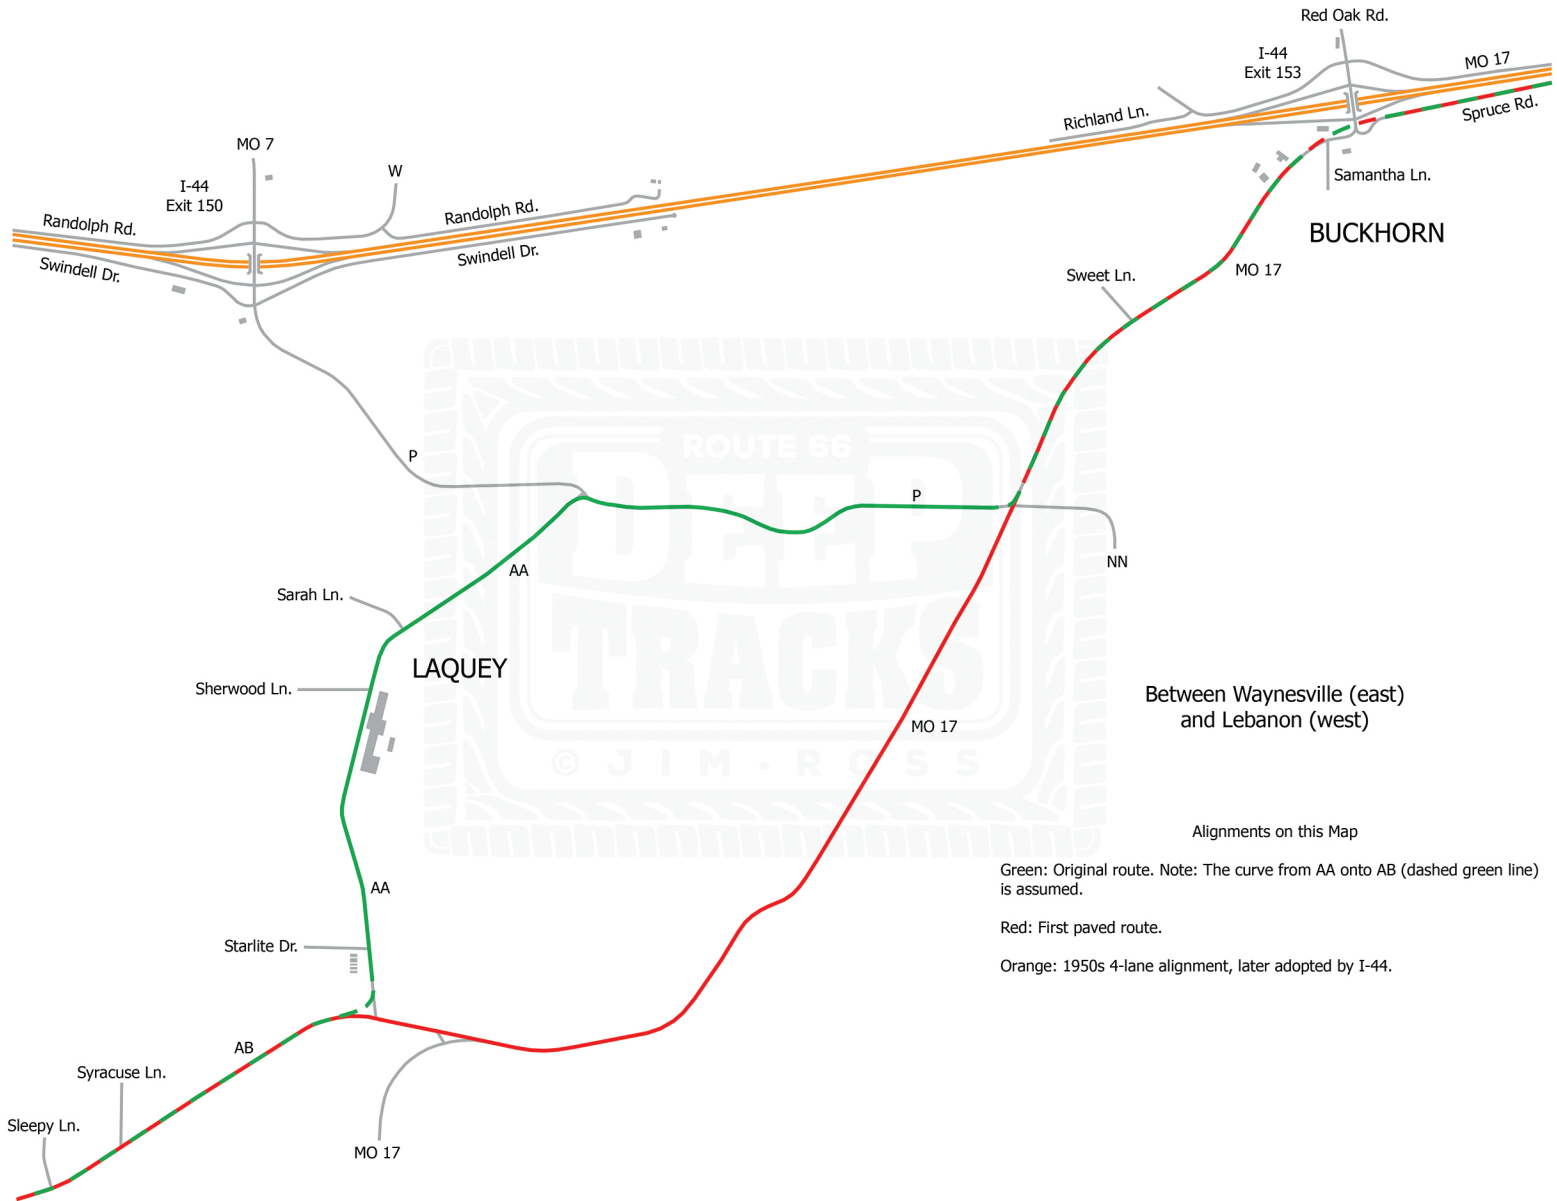 Red Oak Rd.
I-44
Exit 153
MO 17
Richland Ln.
Spruce Rd.
MO 7
W
Samantha Ln.
I-44
Exit 150
Randolph Rd.
Randolph Rd.
BUCKHORN
Swindell Dr.
Swindell Dr.
Sweet Ln.
MO 17
ROUTE 66
P
DEEP
P
NN
AA
Sarah Ln.
TRACKS
LAQUEY
Sherwood Ln.
Between Waynesville (east)
and Lebanon (west)
MO 17
© JIM • ROSS
Alignments on this Map
Green: Original route. Note: The curve from AA onto AB (dashed green line)
is assumed.
AA
Red: First paved route.
Starlite Dr.
Orange: 1950s 4-lane alignment, later adopted by I-44.
AB
Syracuse Ln.
Sleepy Ln.
MO 17